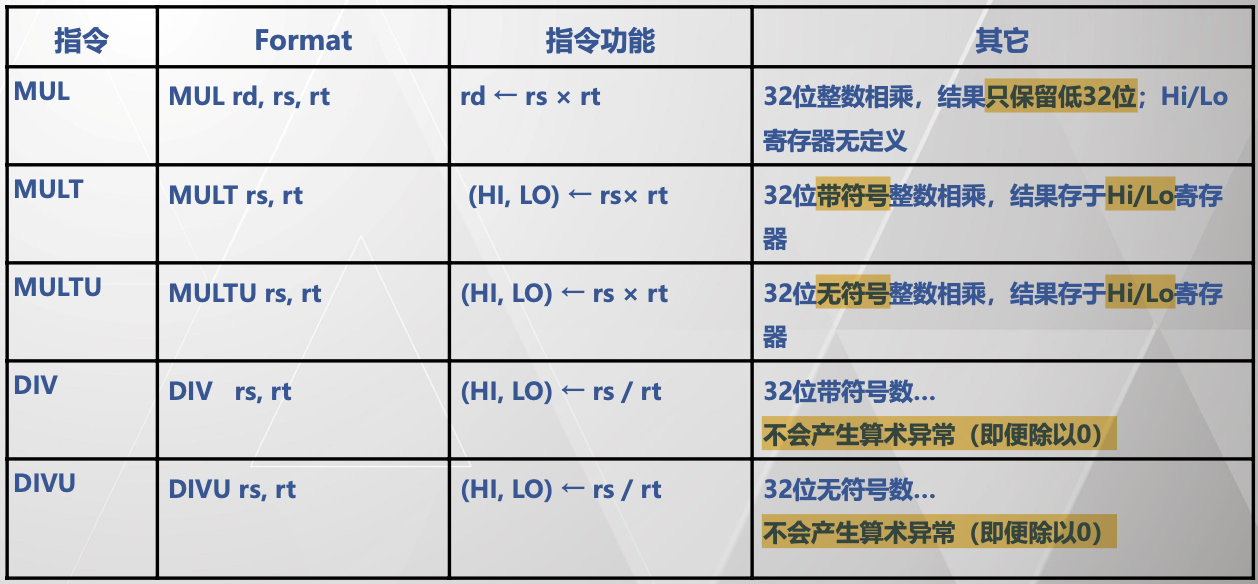 指令 Format 指令功能 其它
MUL MUL rd, rs, rt rd ← rs × rt 32位整数相乘，结果只保留低32位；Hi/Lo
寄存器无定义
MULT MULT rs, rt (HI, LO) ← rs× rt 32位带符号整数相乘，结果存于Hi/Lo寄存
器
MULTU MULTU rs, rt (HI, LO) ← rs × rt 32位无符号整数相乘，结果存于Hi/Lo寄存
器
DIV DIV rs, rt (HI, LO) ← rs / rt 32位带符号数...
不会产生算术异常（即便除以0）
DIVU DIVU rs, rt (HI, LO) ← rs / rt 32位无符号数...
不会产生算术异常（即便除以0）